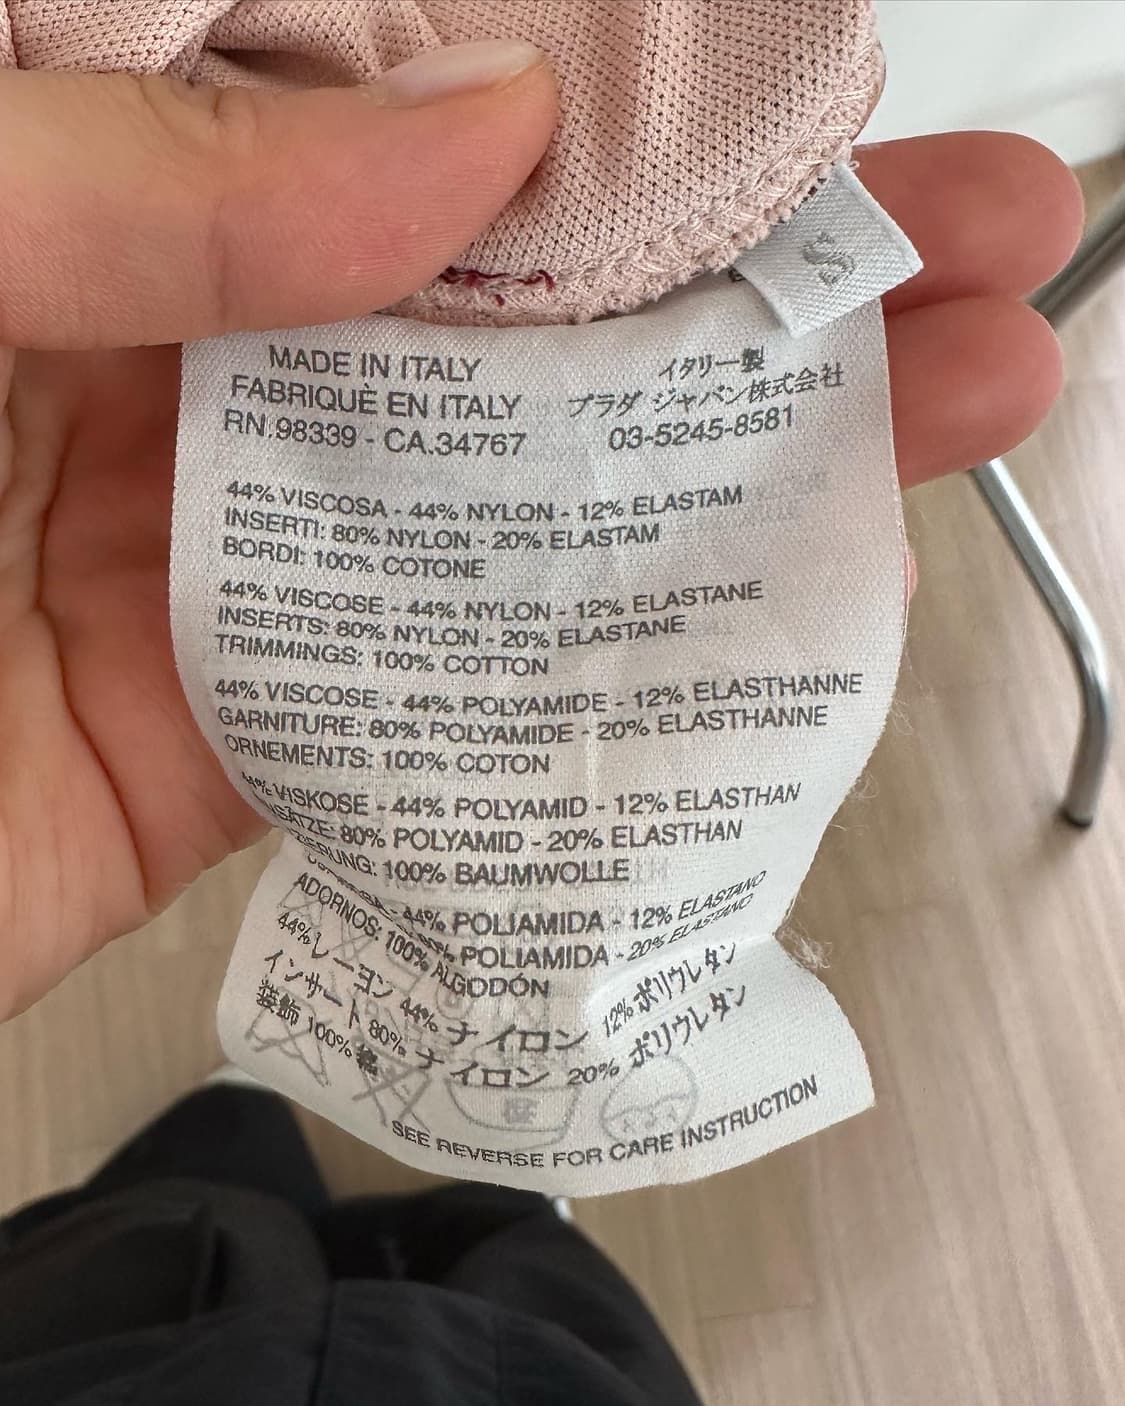 S
MADE IN ITALY
FABRIQUÈ EN ITALY
RN:98339 - CA.34767
イタリー製
プラダ ジャパン株式会社
03-5245-8581
44% VISCOSA - 44% NYLON - 12% ELASTAM
INSERTI: 80% NYLON - 20% ELASTAM
BORDI: 100% COTONE
44% VISCOSE - 44% NYLON - 12% ELASTANE
INSERTS: 80% NYLON - 20% ELASTANE
TRIMMINGS: 100% COTTON
44% VISCOSE - 44% POLYAMIDE - 12% ELASTHANNE
GARNITURE: 80% POLYAMIDE - 20% ELASTHANNE
ORNEMENTS: 100% COTON
44% VISKOSE - 44% POLYAMID - 12% ELASTHAN
80% POLYAMID - 20% ELASTHAN
100% BAUMWOLLE
44% POLIAMIDA - 12% ELASTANO
POLIAMIDA - 20% ELASTANO
ADORNOS: 100% ALGODÓN
44% レーヨン 44% ナイロン 12% ポリウレタン
インサート 80% ナイロン 20% ポリウレタン
装飾 100%
SEE REVERSE FOR CARE INSTRUCTION